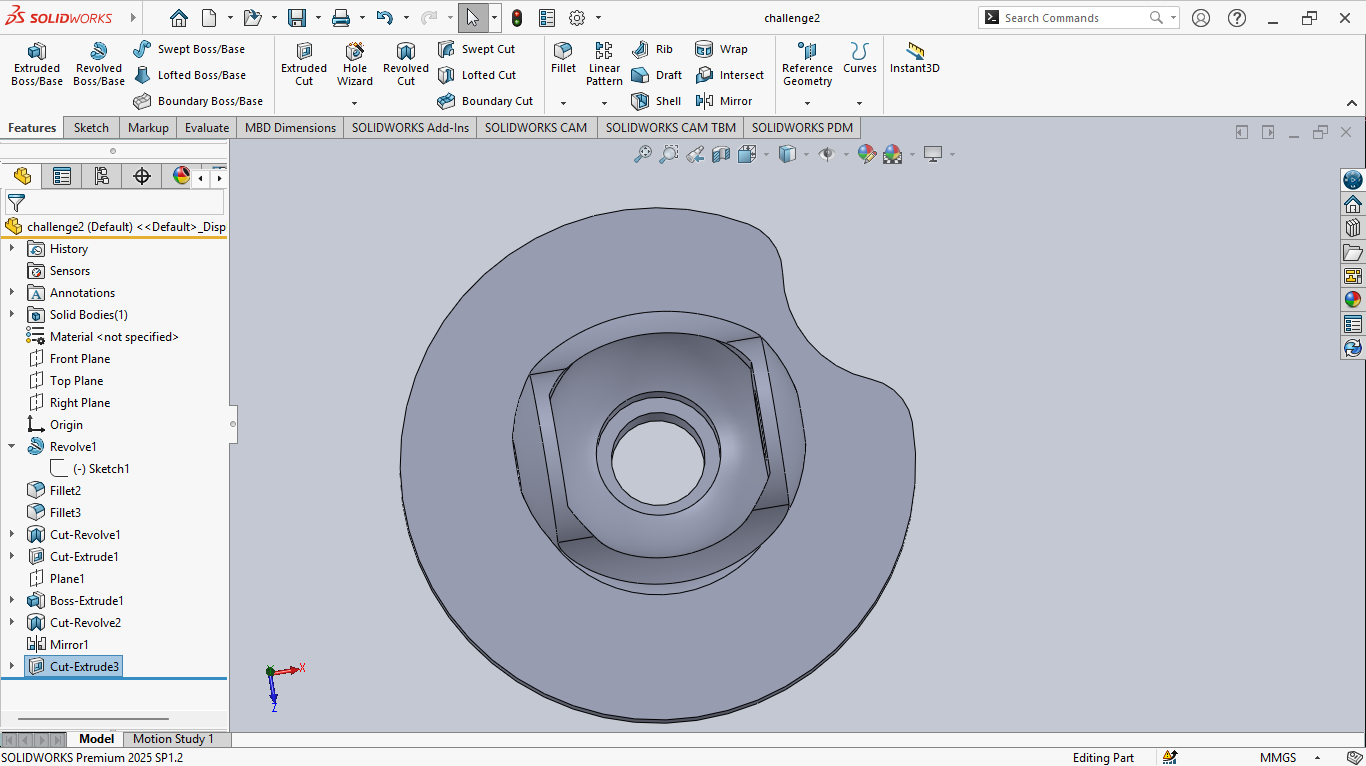 SOLIDWORKS
challenge2
Search Commands
Extruded Boss/Base
Revolved Boss/Base
Swept Boss/Base
Lofted Boss/Base
Boundary Boss/Base
Extruded Cut
Hole Wizard
Revolved Cut
Swept Cut
Lofted Cut
Boundary Cut
Fillet
Linear Pattern
Rib
Draft
Shell
Wrap
Intersect
Mirror
Reference Geometry
Curves
Instant3D
Features
Sketch
Markup
Evaluate
MBD Dimensions
SOLIDWORKS Add-Ins
SOLIDWORKS CAM
SOLIDWORKS CAM TBM
SOLIDWORKS PDM
challenge2 (Default) <<Default>_Disp
History
Sensors
Annotations
Solid Bodies(1)
Material <not specified>
Front Plane
Top Plane
Right Plane
Origin
Revolve1
(-) Sketch1
Fillet2
Fillet3
Cut-Revolve1
Cut-Extrude1
Plane1
Boss-Extrude1
Cut-Revolve2
Mirror1
Cut-Extrude3
X
Z
Model
Motion Study 1
SOLIDWORKS Premium 2025 SP1.2
Editing Part
MMGS